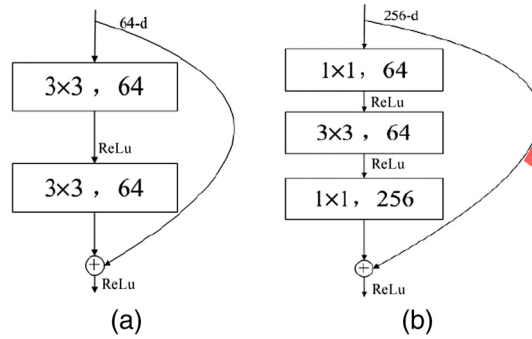 64-d
3×3 , 64
ReLu
3×3 , 64
+
ReLu
(a)
256-d
1×1, 64
ReLu
3×3, 64
ReLu
1×1, 256
+
ReLu
(b)